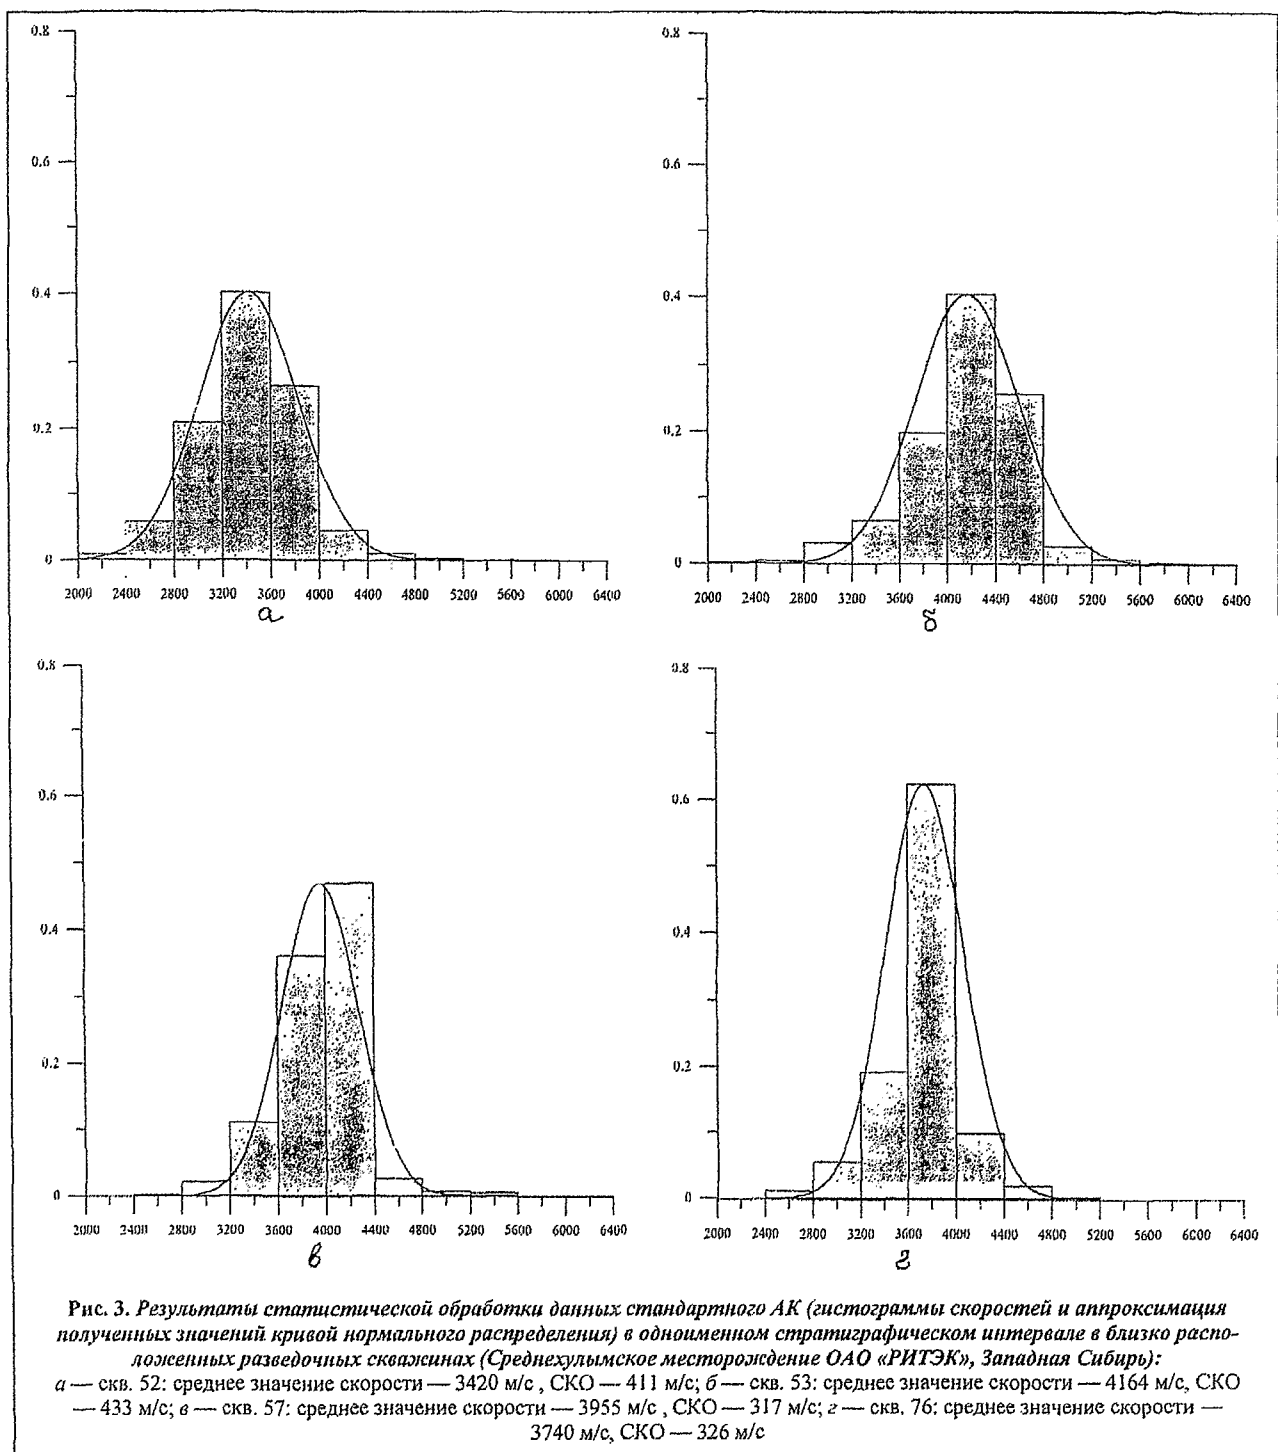 0.8
0.6
0.4
0.2
0
2000 2400 2800 3200 3600 4000 4400 4800 5200 5600 6000 6400
а
0.8
0.6
0.4
0.2
0
2000 2400 2800 3200 3600 4000 4400 4800 5200 5600 6000 6400
б
0.8
0.6
0.4
0.2
0
2000 2400 2800 3200 3600 4000 4400 4800 5200 5600 6000 6400
в
0.8
0.6
0.4
0.2
0
2000 2400 2800 3200 3600 4000 4400 4800 5200 5600 6000 6400
г
Рис. 3. Результаты статистической обработки данных стандартного АК (гистограммы скоростей и аппроксимация
полученных значений кривой нормального распределения) в одноименном стратиграфическом интервале в близко распо-
ложенных разведочных скважинах (Среднехулымское месторождение ОАО «РИТЭК», Западная Сибирь):
а — скв. 52: среднее значение скорости — 3420 м/с , СКО — 411 м/с; б — скв. 53: среднее значение скорости — 4164 м/с, СКО
— 433 м/с; в — скв. 57: среднее значение скорости — 3955 м/с , СКО — 317 м/с; г — скв. 76: среднее значение скорости —
3740 м/с, СКО — 326 м/с